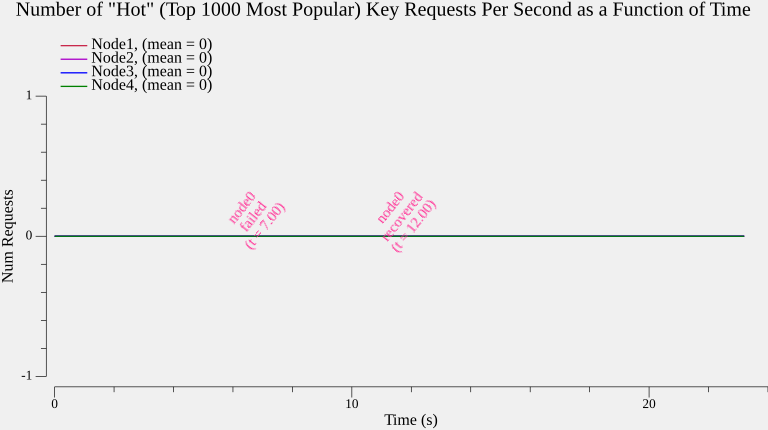 Number of "Hot" (Top 1000 Most Popular) Key Requests Per Second as a Function of Time
Node1, (mean = 0)
Node2, (mean = 0)
Node3, (mean = 0)
Node4, (mean = 0)
1
0
-1
Num Requests
node0
failed
(t = 7.00)
node0
recovered
(t = 12.00)
0
10
20
Time (s)